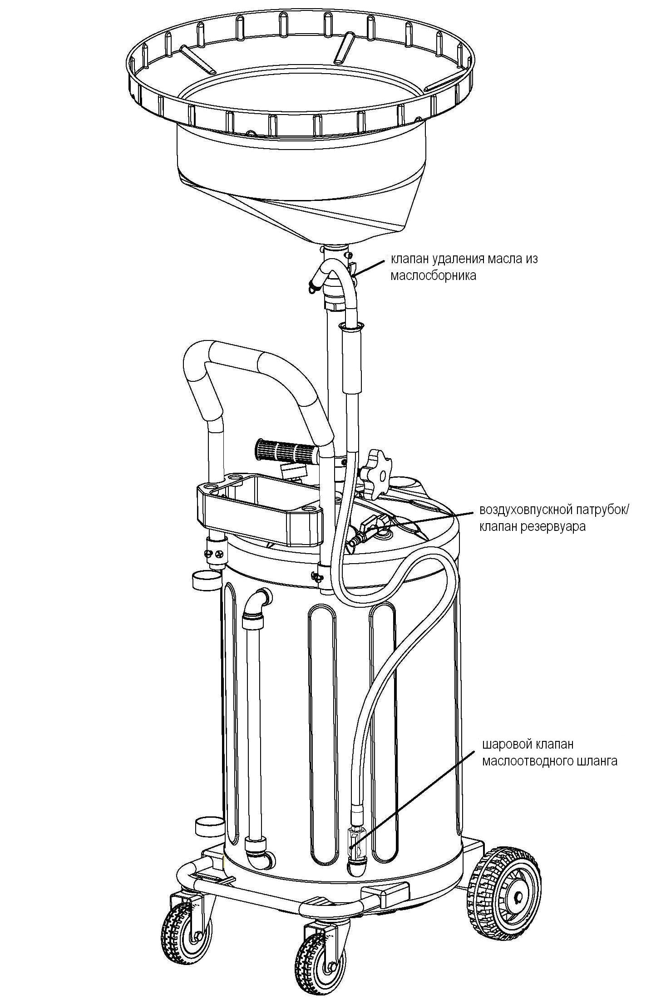 клапан удаления масла из
маслосборника
воздуховпускной патрубок/
клапан резервуара
шаровой клапан
маслоотводного шланга